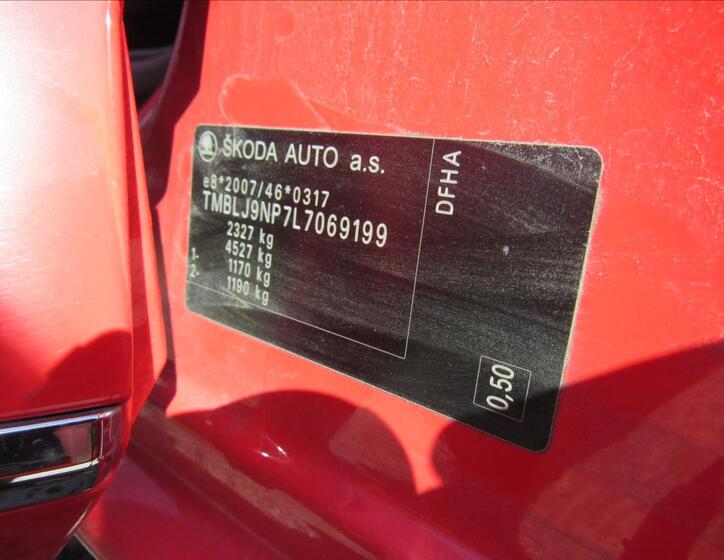 ŠKODA AUTO a.s.
e8*2007/46*0317
TMBLJ9NP7L7069199
2327 kg
4527 kg
1- 1170 kg
2- 1190 kg
DFHA
0,50